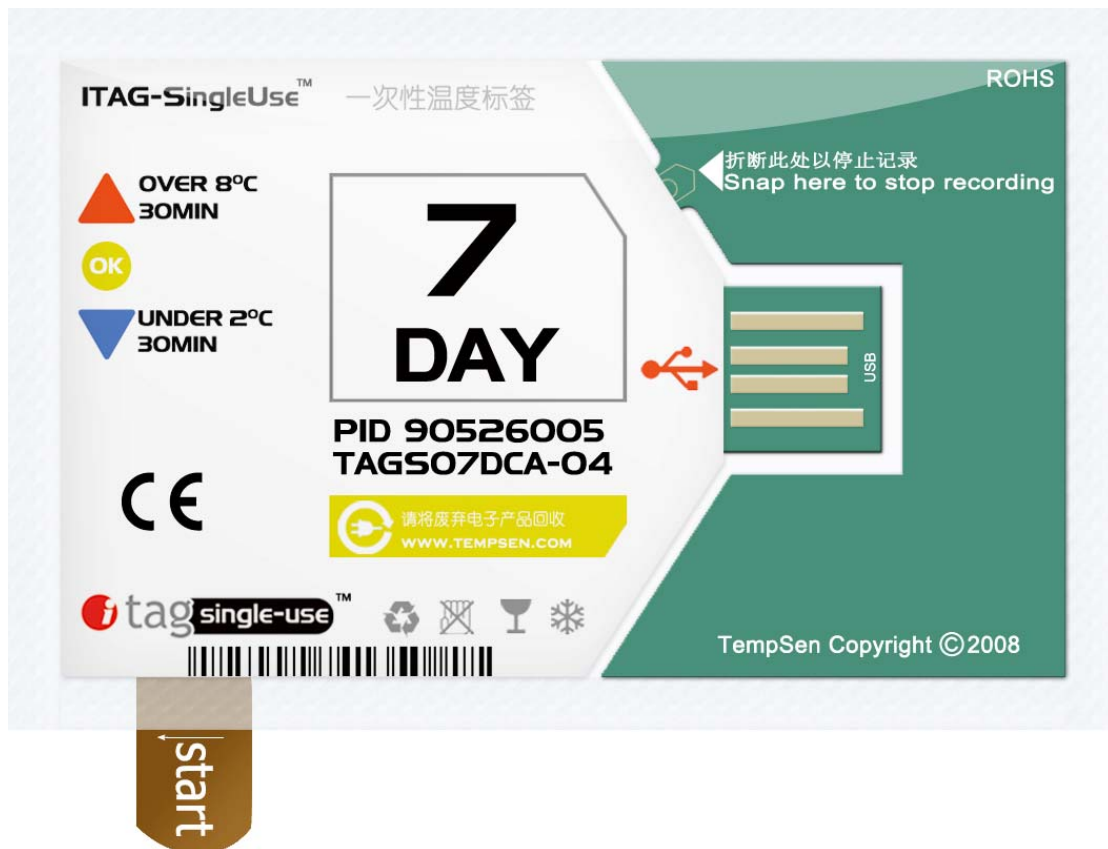 ITAG-SingleUse™ 一次性温度标签
ROHS
折断此处以停止记录
Snap here to stop recording
OVER 8ºC
30MIN
OK
UNDER 2ºC
30MIN
7
DAY
USB
PID 90526005
TAGS07DCA-04
CE
请将废弃电子产品回收
WWW.TEMPSEN.COM
i tag single-use™
TempSen Copyright ©2008
start